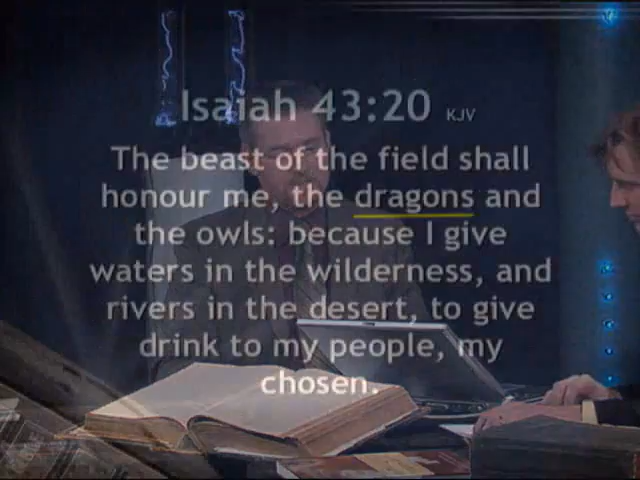 Isaiah 43:20 KJV
The beast of the field shall
honour me, the dragons and
the owls: because I give
waters in the wilderness, and
rivers in the desert, to give
drink to my people, my
chosen.